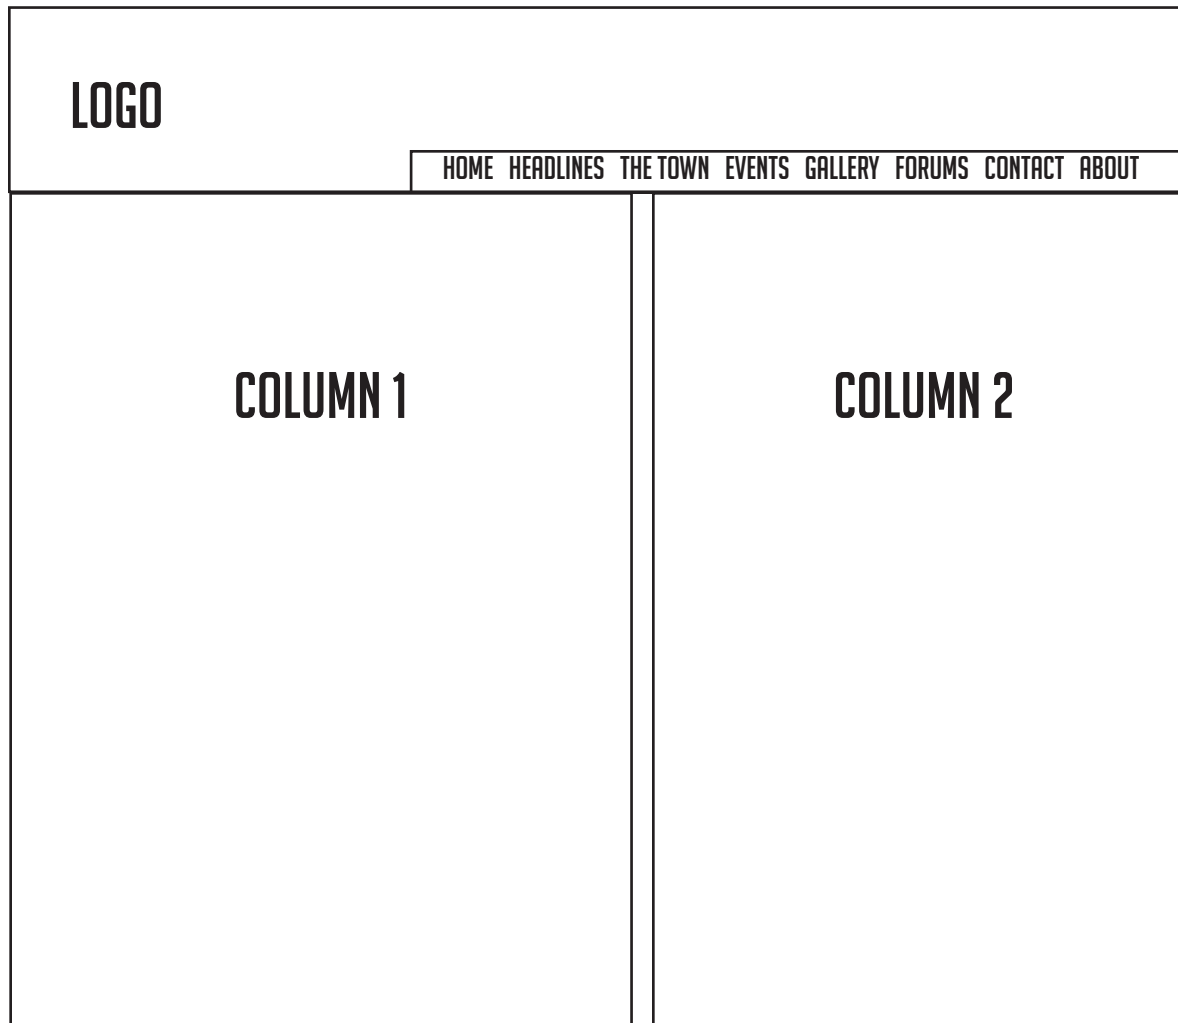 LOGO
HOME HEADLINES THE TOWN EVENTS GALLERY FORUMS CONTACT ABOUT
COLUMN 1
COLUMN 2